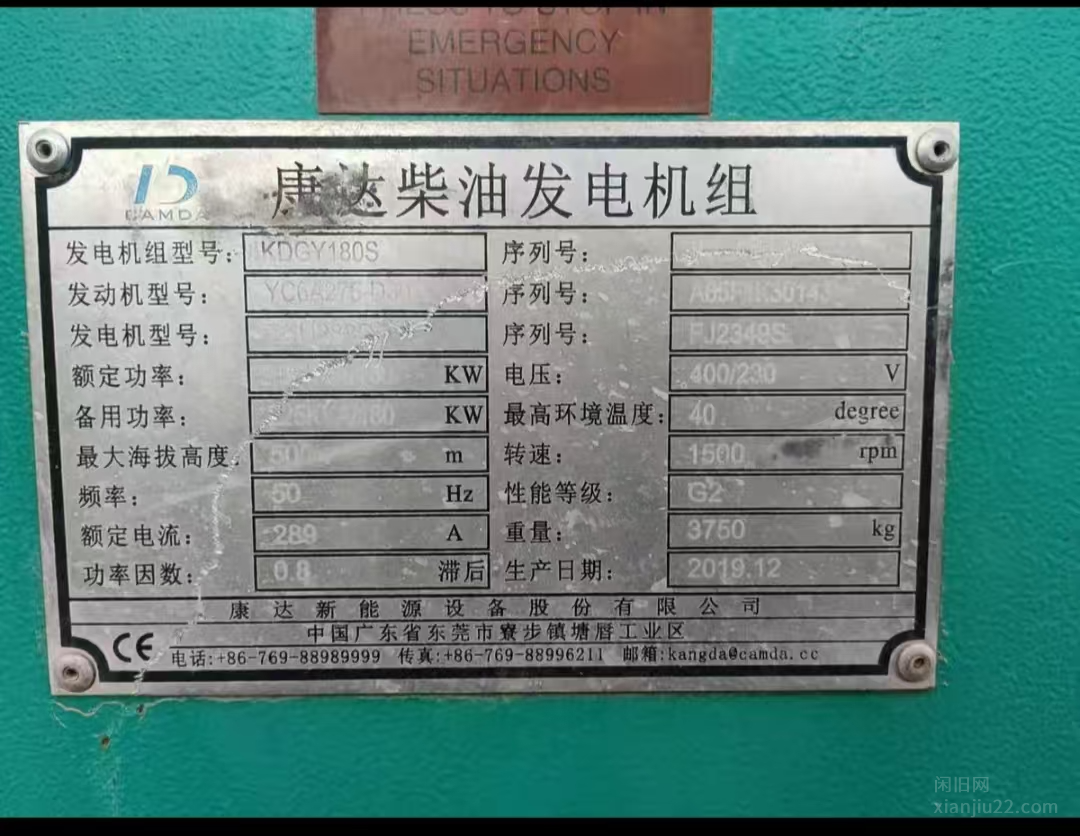 EMERGENCY
SITUATIONS
CAMDA 康达柴油发电机组
发电机组型号: KDGY180S 序列号:
发动机型号: 序列号:
发电机型号: 序列号: PJ2349S
额定功率: KW 电压: 400/230 V
备用功率: KW 最高环境温度: 40 degree
最大海拔高度: m 转速: 1500 rpm
频率: 50 Hz 性能等级: G2
额定电流: 289 A 重量: 3750 kg
功率因数: 0.8 滞后 生产日期: 2019.12
康达新能源设备股份有限公司
中国广东省东莞市寮步镇塘唇工业区
CE 电话:+86-769-88989999 传真:+86-769-88996211 邮箱:kangda@camda.cc
闲旧网
xianjiu22.com